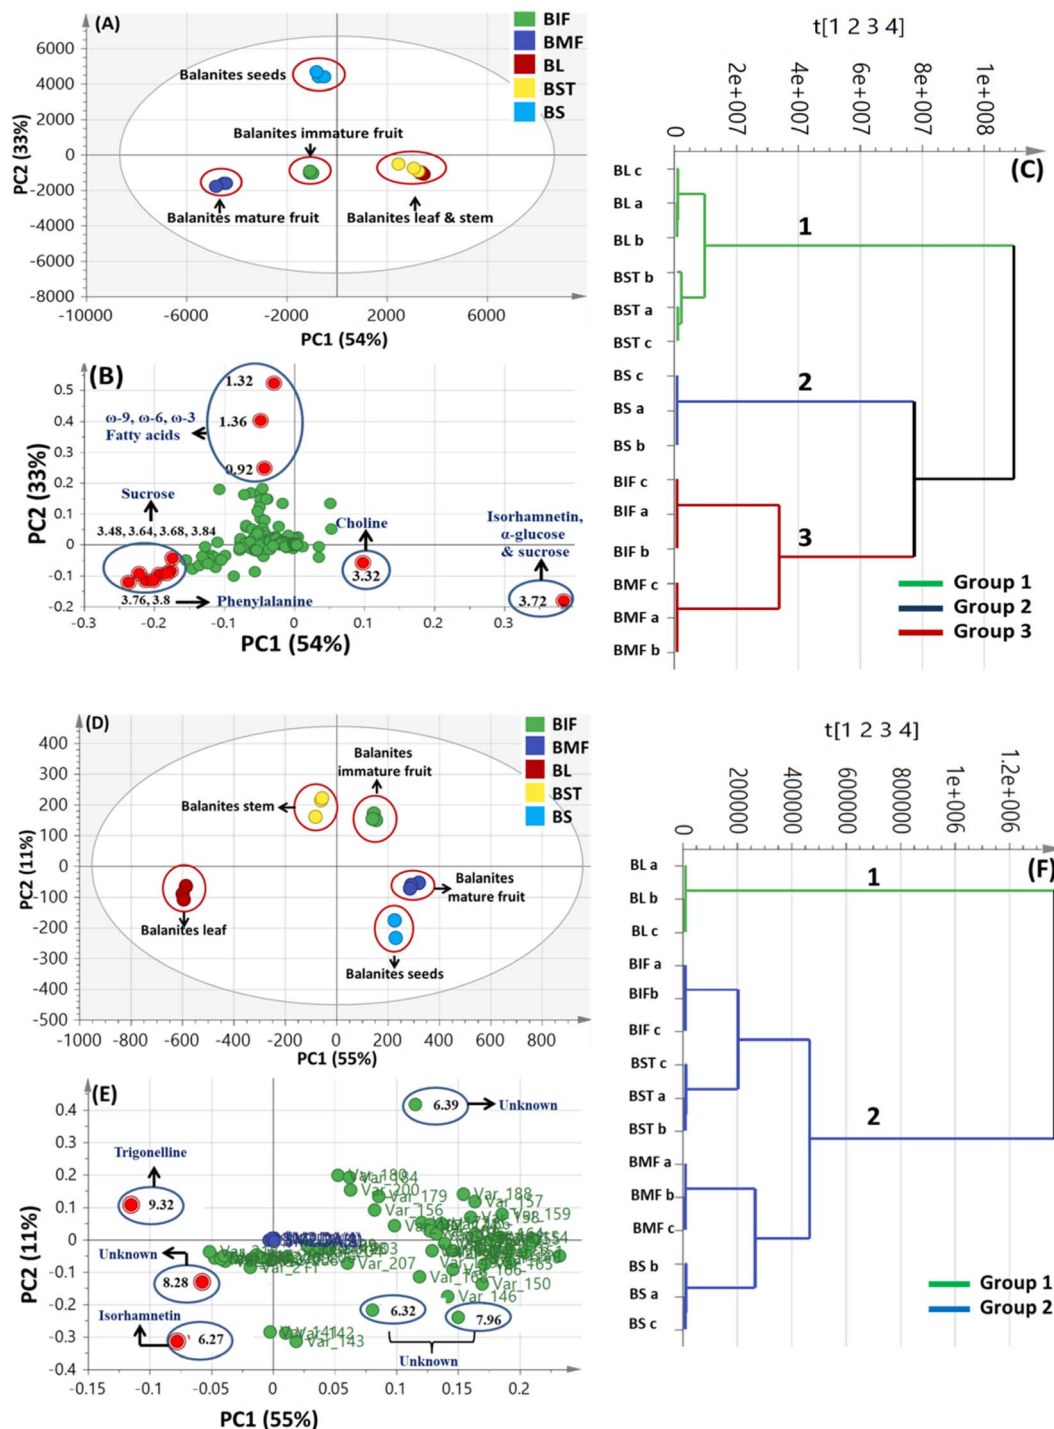 (A)
BIF
BMF
BL
BST
BS
6000
4000
2000
0
-2000
-4000
-6000
-8000
PC2 (33%)
Balanites seeds
Balanites immature fruit
Balanites mature fruit
Balanites leaf & stem
-10000
-6000
-2000
2000
6000
PC1 (54%)
(B)
0.5
0.4
0.3
0.2
0.1
0
-0.1
-0.2
PC2 (33%)
1.32
1.36
0.92
ω-9, ω-6, ω-3
Fatty acids
Sucrose
3.48, 3.64, 3.68, 3.84
3.76, 3.8
Phenylalanine
Choline
3.32
Isorhamnetin,
α-glucose
& sucrose
3.72
-0.3
-0.2
-0.1
0
0.1
0.2
0.3
PC1 (54%)
t[1 2 3 4]
0
2e+007
4e+007
6e+007
8e+007
1e+008
(C)
BL c
BL a
BL b
BST b
BST a
BST c
BS c
BS a
BS b
BIF c
BIF a
BIF b
BMF c
BMF a
BMF b
1
2
3
Group 1
Group 2
Group 3
(D)
BIF
BMF
BL
BST
BS
400
300
200
100
0
-100
-200
-300
-400
-500
PC2 (11%)
Balanites
immature fruit
Balanites stem
Balanites
mature fruit
Balanites leaf
Balanites seeds
-1000
-800
-600
-400
-200
0
200
400
600
800
PC1 (55%)
(E)
0.4
0.3
0.2
0.1
0
-0.1
-0.2
-0.3
-0.4
PC2 (11%)
6.39
Unknown
Trigonelline
9.32
Unknown
8.28
Isorhamnetin
6.27
6.32
7.96
Unknown
Var_180
Var_184
Var_200
Var_179
Var_156
Var_188
Var_157
Var_159
Var_207
Var_211
Var_150
Var_146
Var_142
Var_143
-0.15
-0.1
-0.05
0
0.05
0.1
0.15
0.2
PC1 (55%)
t[1 2 3 4]
0
200000
400000
600000
800000
1e+006
1.2e+006
(F)
BL a
BL b
BL c
BIF a
BIFb
BIF c
BST c
BST a
BST b
BMF a
BMF b
BMF c
BS b
BS a
BS c
1
2
Group 1
Group 2